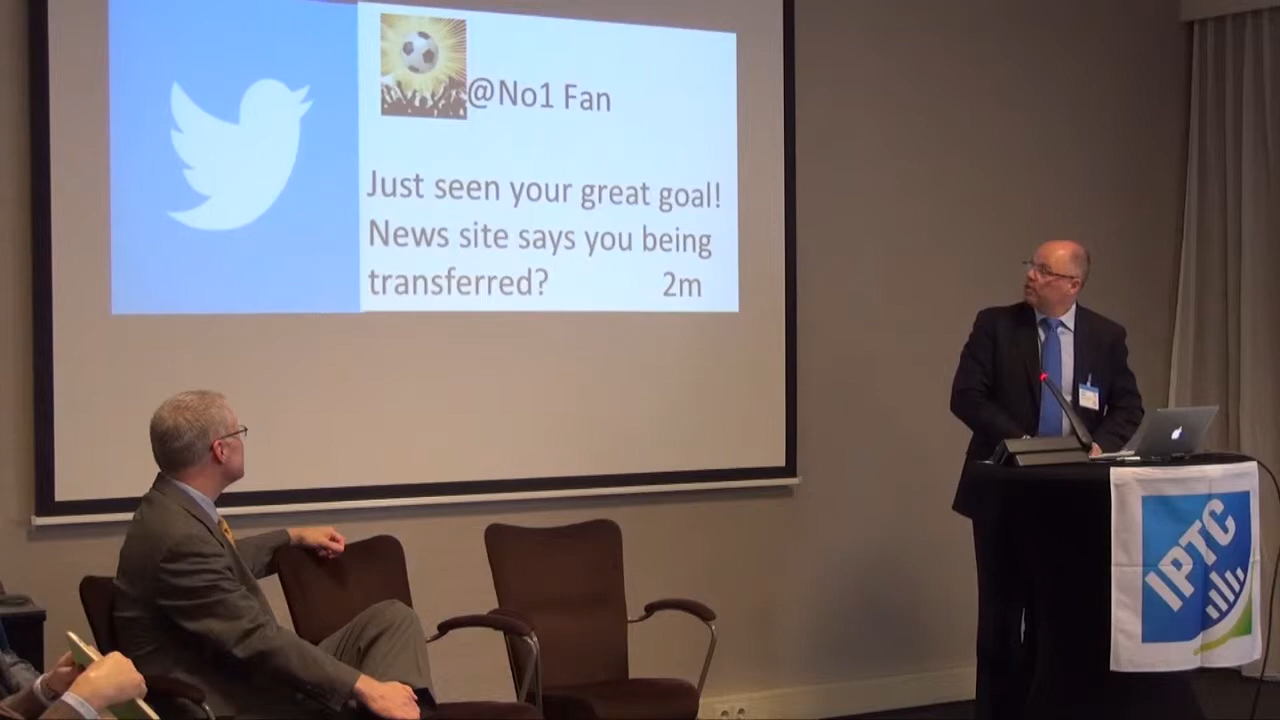 @No1 Fan
Just seen your great goal!
News site says you being
transferred? 2m
IPTC